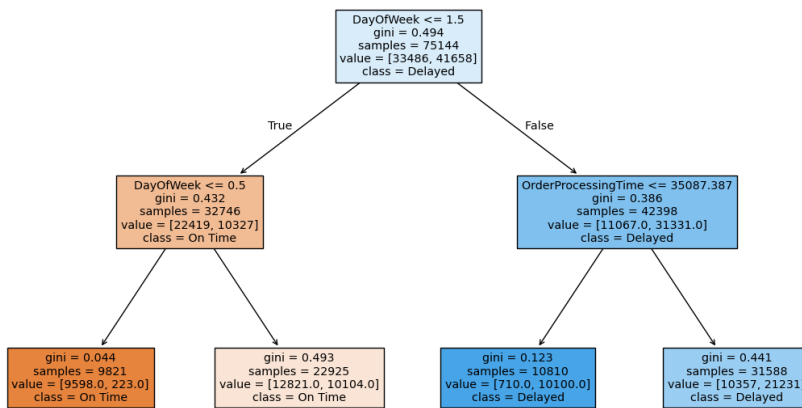 DayOfWeek <= 1.5
gini = 0.494
samples = 75144
value = [33486, 41658]
class = Delayed
True
False
DayOfWeek <= 0.5
gini = 0.432
samples = 32746
value = [22419, 10327]
class = On Time
OrderProcessingTime <= 35087.387
gini = 0.386
samples = 42398
value = [11067.0, 31331.0]
class = Delayed
gini = 0.044
samples = 9821
value = [9598.0, 223.0]
class = On Time
gini = 0.493
samples = 22925
value = [12821.0, 10104.0]
class = On Time
gini = 0.123
samples = 10810
value = [710.0, 10100.0]
class = Delayed
gini = 0.441
samples = 31588
value = [10357, 21231]
class = Delayed